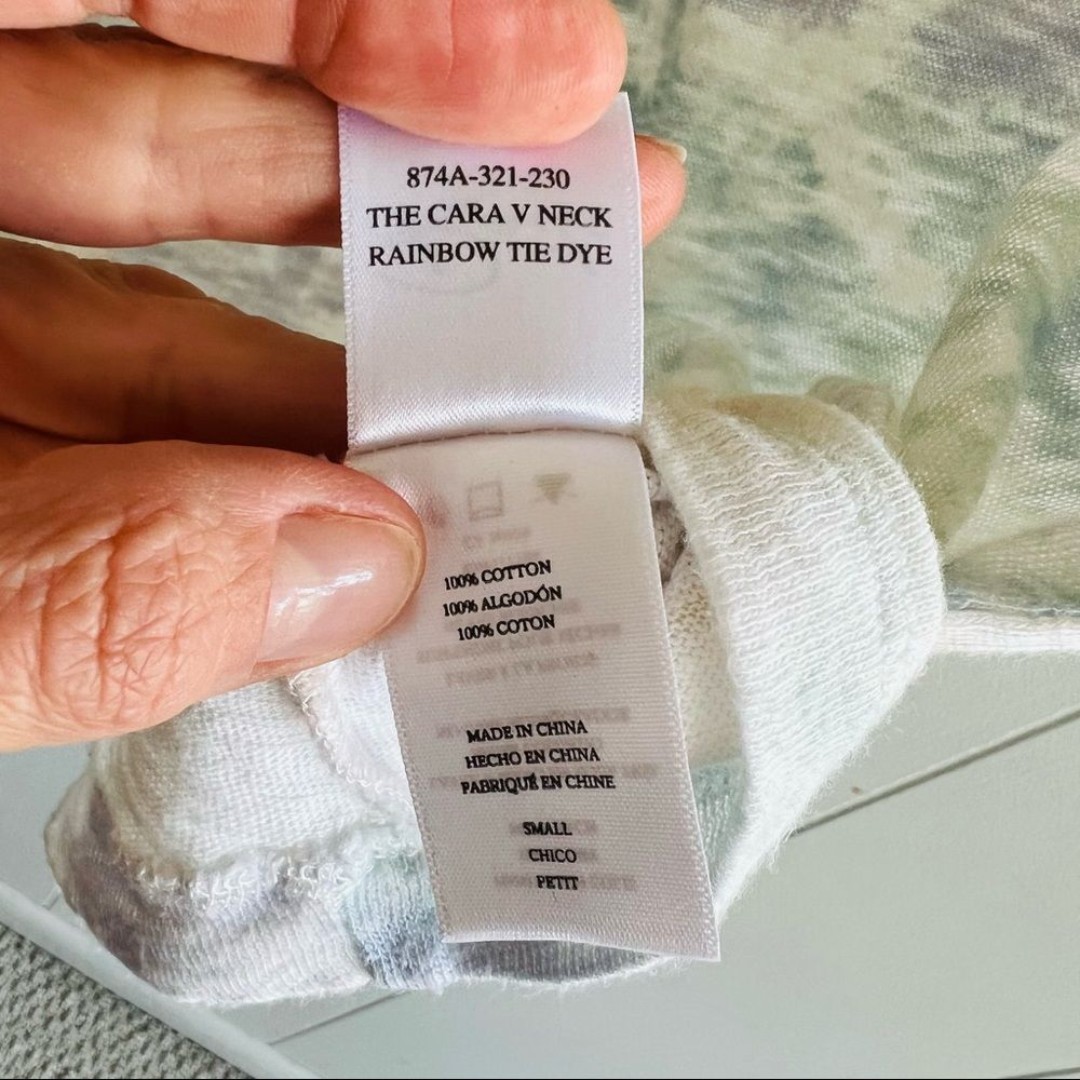 874A-321-230
THE CARA V NECK
RAINBOW TIE DYE
100% COTTON
100% ALGODÓN
100% COTON
MADE IN CHINA
HECHO EN CHINA
FABRIQUÉ EN CHINE
SMALL
CHICO
PETIT